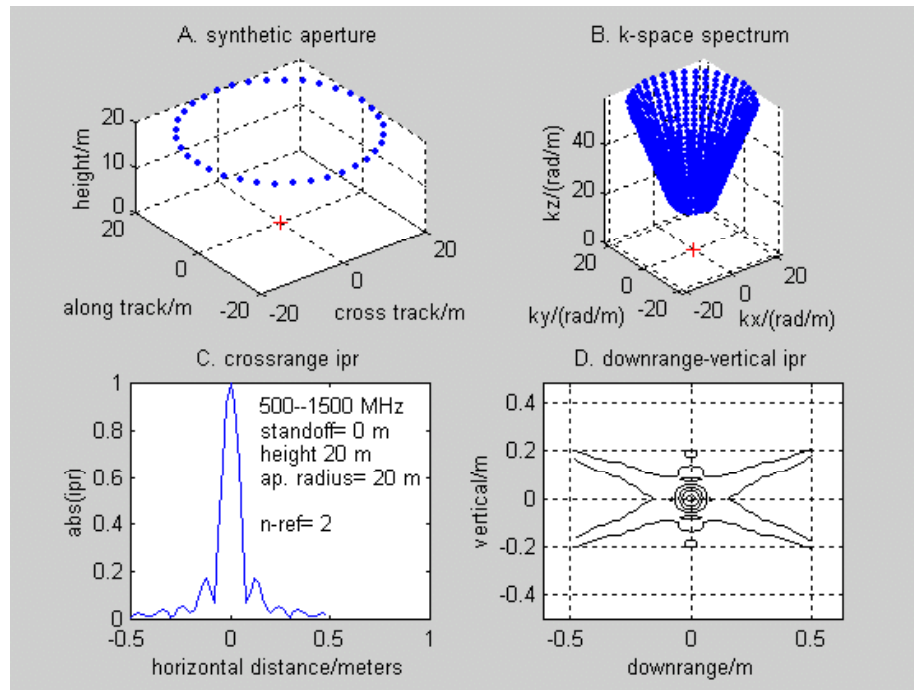 A. synthetic aperture
20
10
0
height/m
20
0
-20
along track/m
-20
0
20
cross track/m
B. k-space spectrum
40
20
0
kz/(rad/m)
20
0
-20
ky/(rad/m)
-20
0
20
kx/(rad/m)
C. crossrange ipr
1
0.8
0.6
0.4
0.2
0
abs(ipr)
500--1500 MHz
standoff= 0 m
height 20 m
ap. radius= 20 m
n-ref= 2
-0.5
0
0.5
1
horizontal distance/meters
D. downrange-vertical ipr
0.4
0.2
0
-0.2
-0.4
vertical/m
-0.5
0
0.5
downrange/m